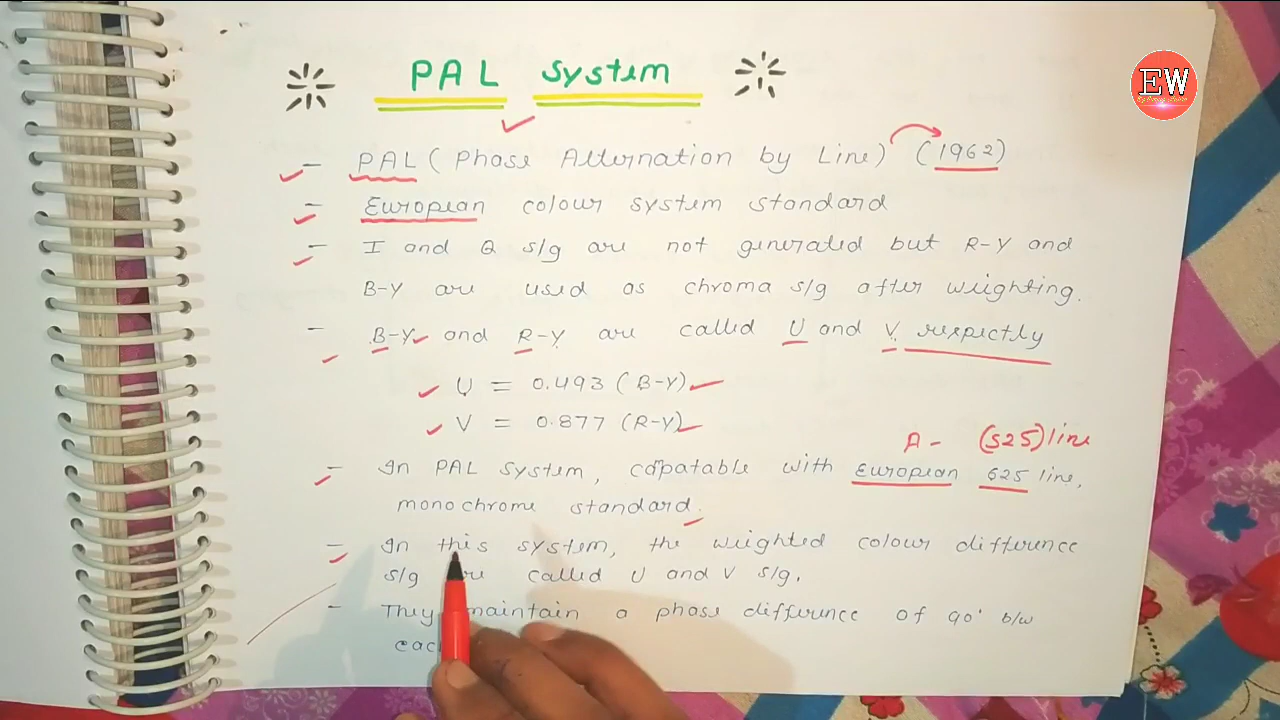 PAL System
EW
- PAL (Phase Alternation by Line) (1962)
- European colour system standard
- I and Q s/g are not generated but R-Y and
B-Y are used as chroma s/g after weighting.
- B-Y and R-Y are called U and V respectly
U = 0.493 (B-Y)
V = 0.877 (R-Y)
A - (525) line
- In PAL system, copatable with European 625 line,
monochrome standard.
- In this system, the weighted colour difference
s/g are called U and V s/g.
- They maintain a phase difference of 90° b/w